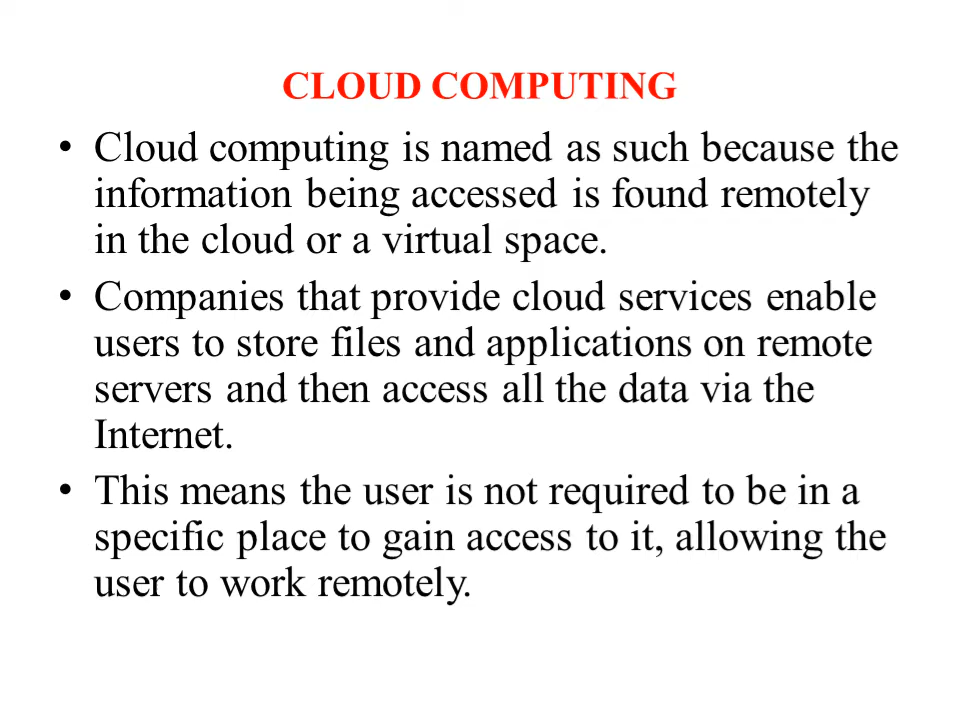 CLOUD COMPUTING
• Cloud computing is named as such because the
information being accessed is found remotely
in the cloud or a virtual space.
• Companies that provide cloud services enable
users to store files and applications on remote
servers and then access all the data via the
Internet.
• This means the user is not required to be in a
specific place to gain access to it, allowing the
user to work remotely.